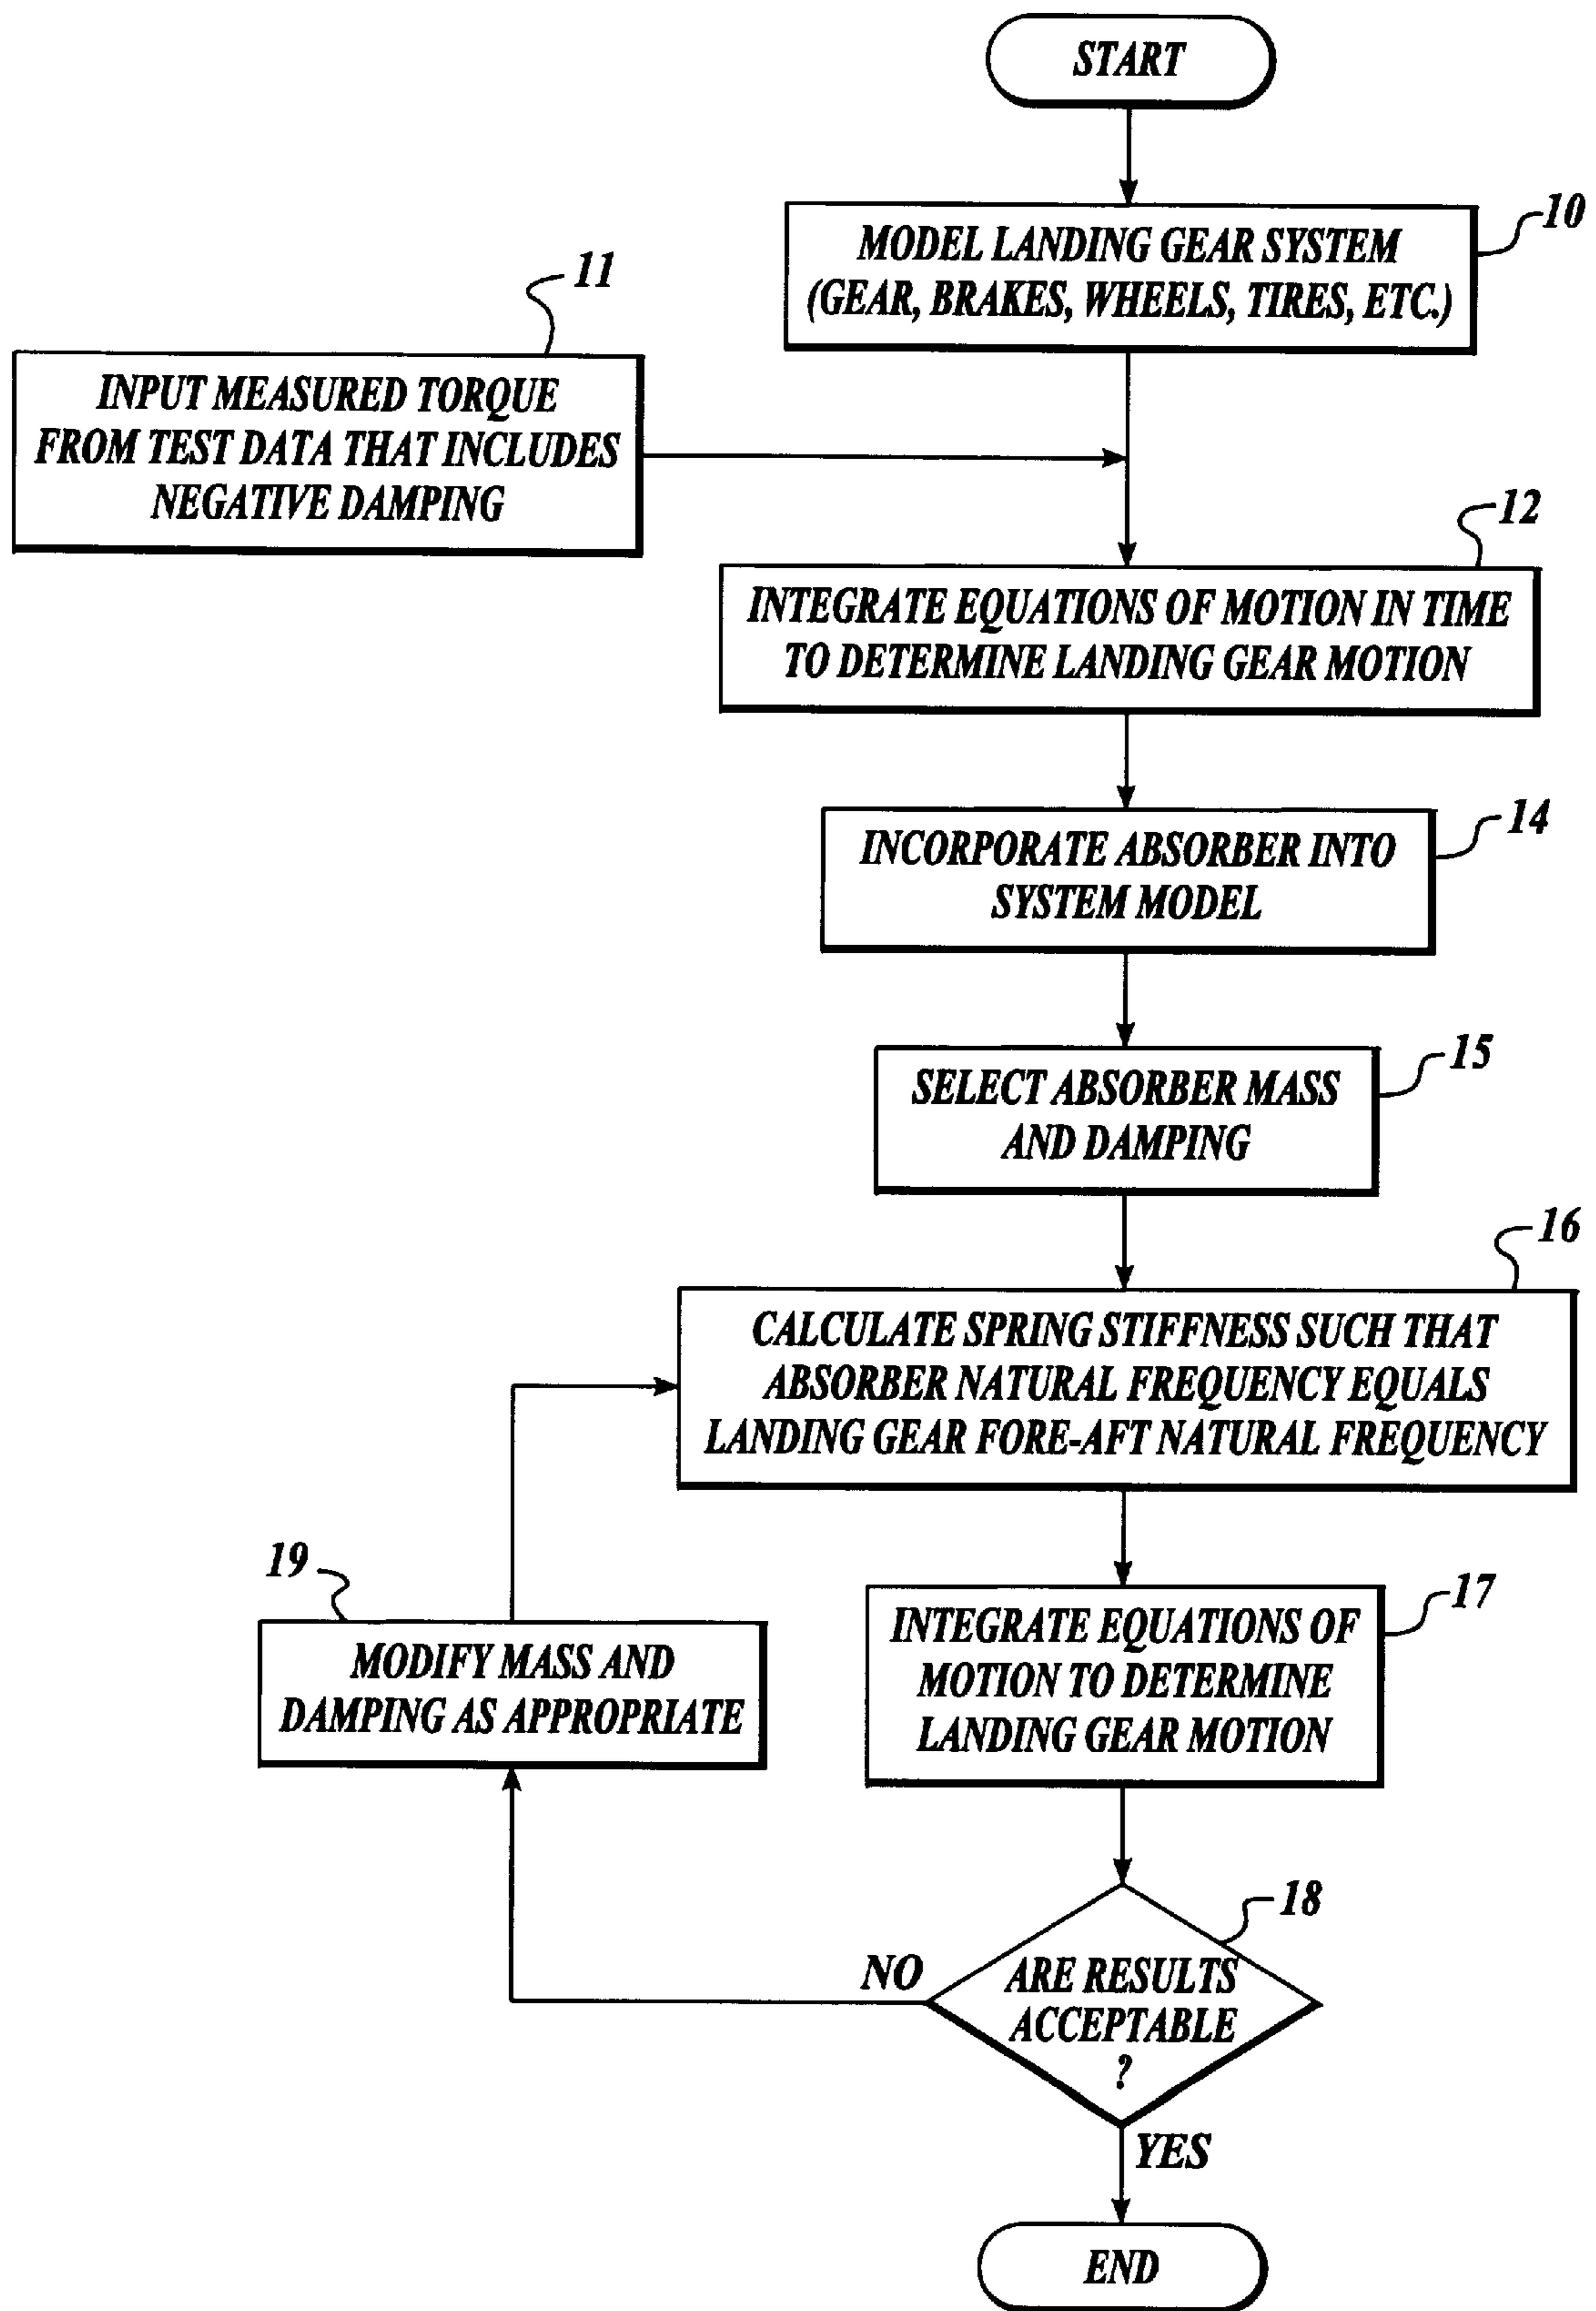 START
10
MODEL LANDING GEAR SYSTEM
(GEAR, BRAKES, WHEELS, TIRES, ETC.)
11
INPUT MEASURED TORQUE
FROM TEST DATA THAT INCLUDES
NEGATIVE DAMPING
12
INTEGRATE EQUATIONS OF MOTION IN TIME
TO DETERMINE LANDING GEAR MOTION
14
INCORPORATE ABSORBER INTO
SYSTEM MODEL
15
SELECT ABSORBER MASS
AND DAMPING
16
CALCULATE SPRING STIFFNESS SUCH THAT
ABSORBER NATURAL FREQUENCY EQUALS
LANDING GEAR FORE-AFT NATURAL FREQUENCY
19
MODIFY MASS AND
DAMPING AS APPROPRIATE
17
INTEGRATE EQUATIONS OF
MOTION TO DETERMINE
LANDING GEAR MOTION
18
NO
ARE RESULTS
ACCEPTABLE
?
YES
END